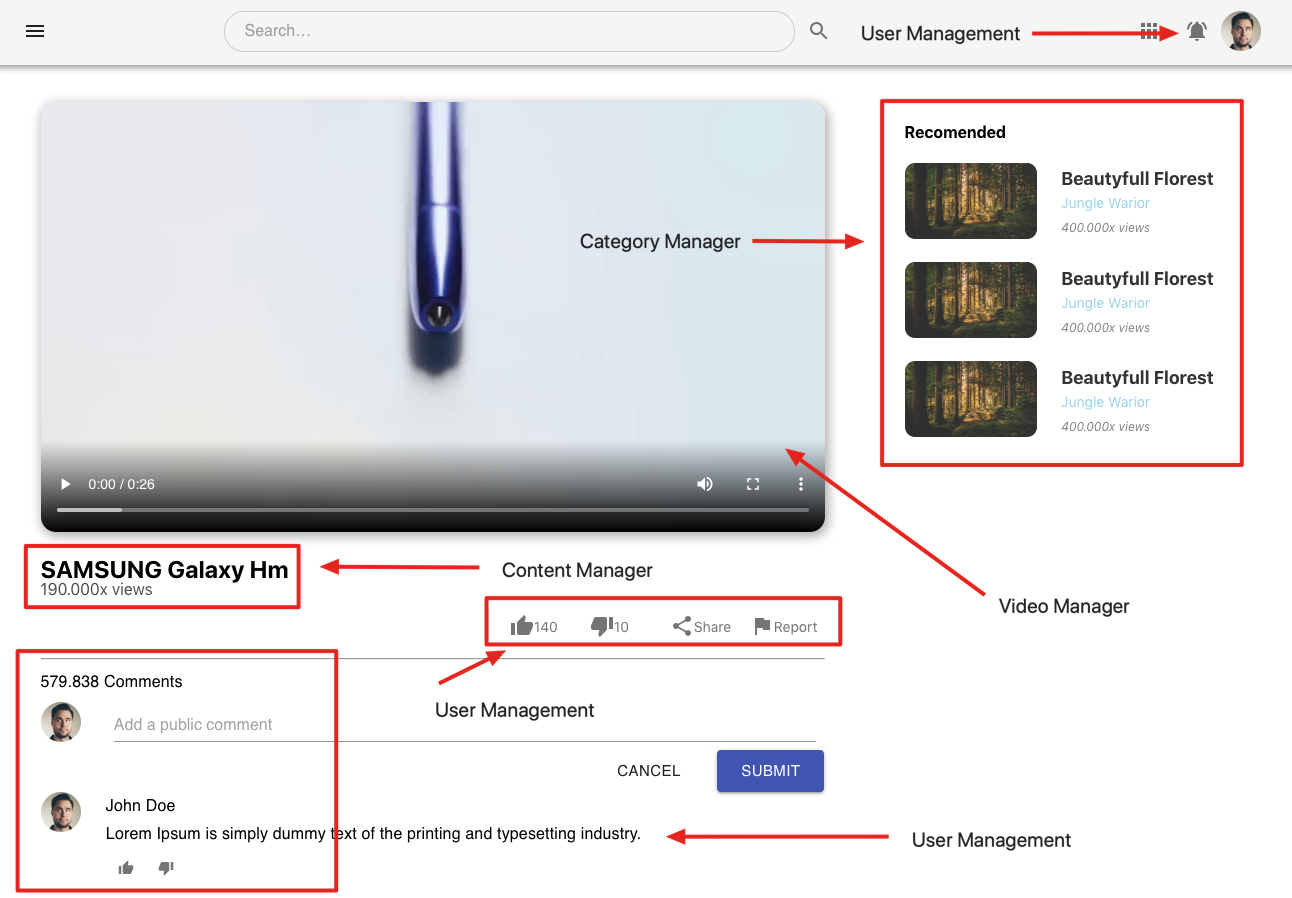 Search…
User Management
Recomended
Beautyfull Florest
Jungle Warior
400.000x views
Category Manager
Beautyfull Florest
Jungle Warior
400.000x views
Beautyfull Florest
Jungle Warior
400.000x views
0:00 / 0:26
SAMSUNG Galaxy Hm
190.000x views
Content Manager
Video Manager
140 10 Share Report
579.838 Comments
User Management
Add a public comment
CANCEL SUBMIT
John Doe
Lorem Ipsum is simply dummy text of the printing and typesetting industry.
User Management